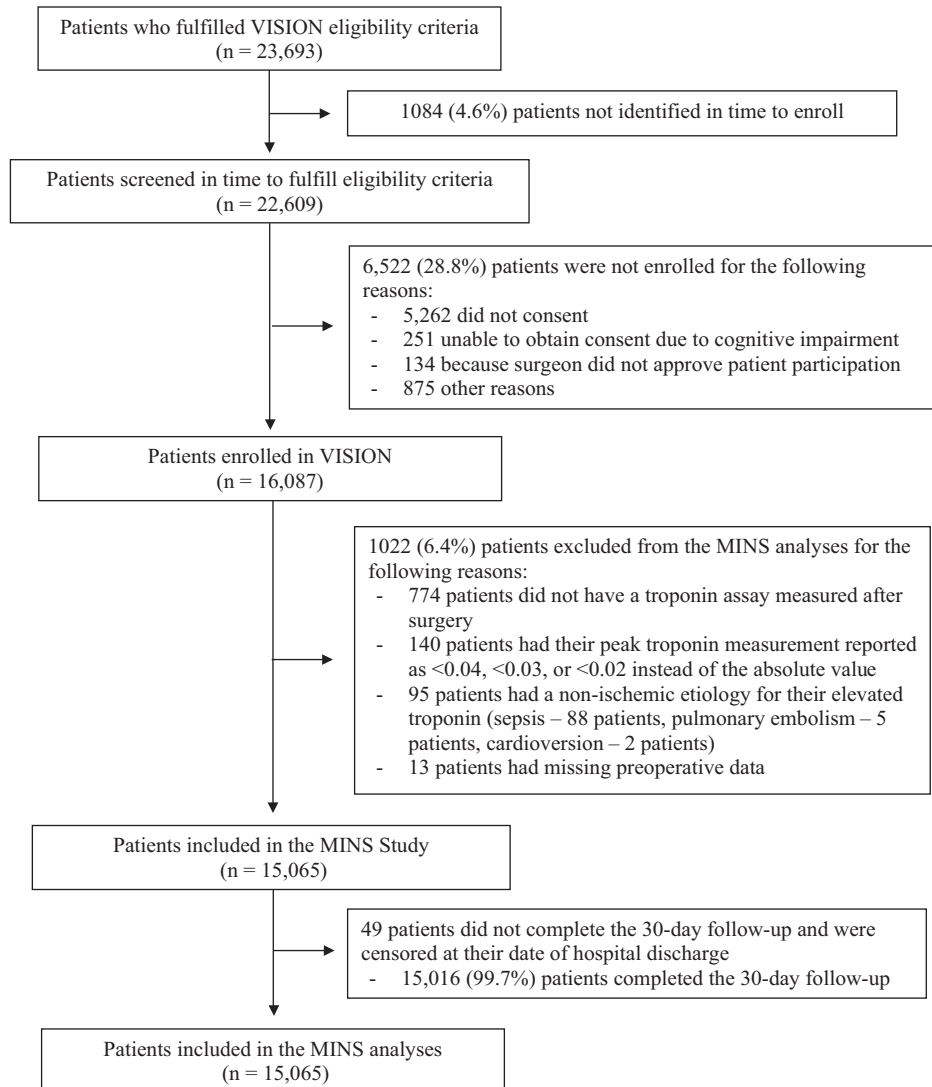 Patients who fulfilled VISION eligibility criteria
(n = 23,693)
1084 (4.6%) patients not identified in time to enroll
Patients screened in time to fulfill eligibility criteria
(n = 22,609)
6,522 (28.8%) patients were not enrolled for the following
reasons:
- 5,262 did not consent
- 251 unable to obtain consent due to cognitive impairment
- 134 because surgeon did not approve patient participation
- 875 other reasons
Patients enrolled in VISION
(n = 16,087)
1022 (6.4%) patients excluded from the MINS analyses for the
following reasons:
- 774 patients did not have a troponin assay measured after
surgery
- 140 patients had their peak troponin measurement reported
as <0.04, <0.03, or <0.02 instead of the absolute value
- 95 patients had a non-ischemic etiology for their elevated
troponin (sepsis – 88 patients, pulmonary embolism – 5
patients, cardioversion – 2 patients)
- 13 patients had missing preoperative data
Patients included in the MINS Study
(n = 15,065)
49 patients did not complete the 30-day follow-up and were
censored at their date of hospital discharge
- 15,016 (99.7%) patients completed the 30-day follow-up
Patients included in the MINS analyses
(n = 15,065)